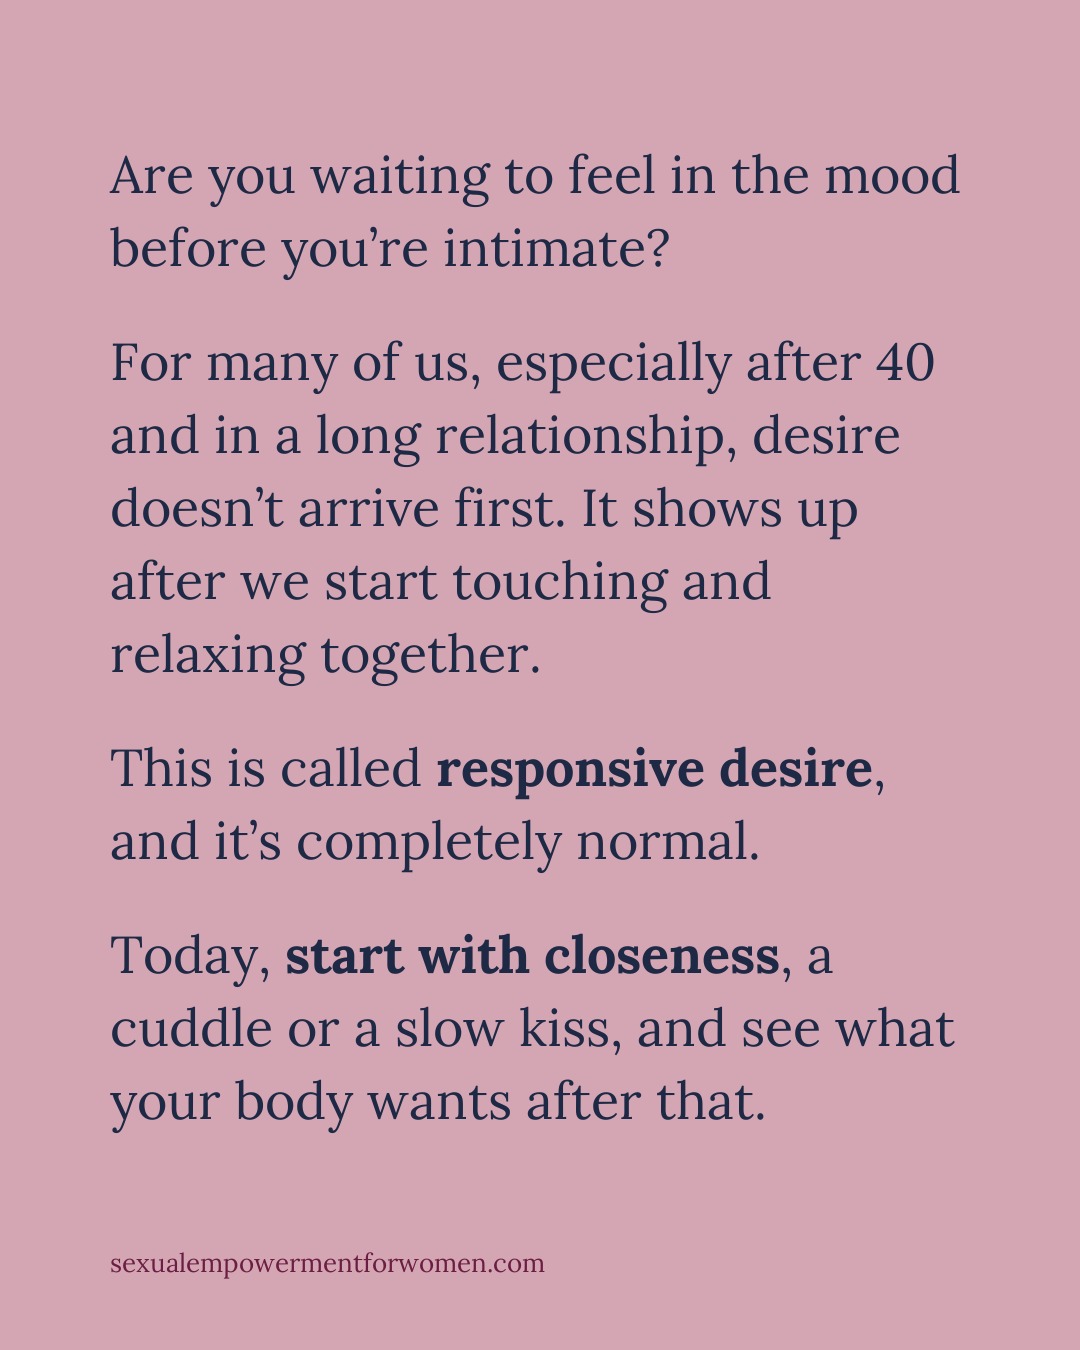 Are you waiting to feel in the mood
before you’re intimate?
For many of us, especially after 40
and in a long relationship, desire
doesn’t arrive first. It shows up
after we start touching and
relaxing together.
This is called responsive desire,
and it’s completely normal.
Today, start with closeness, a
cuddle or a slow kiss, and see what
your body wants after that.
sexualempowermentforwomen.com